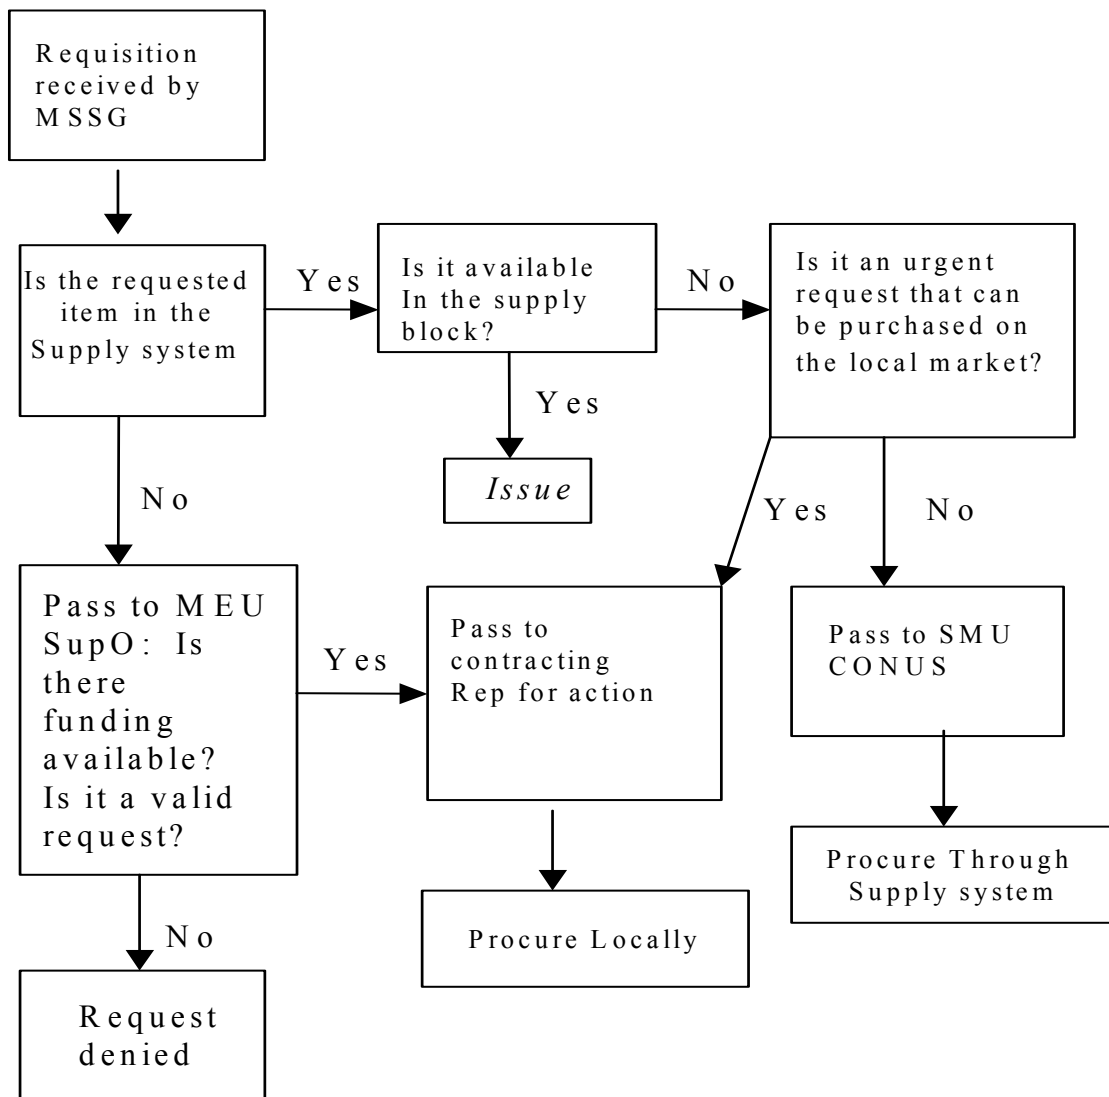 Requisition
received by
MSSG
Is the requested
item in the
Supply system
Yes
Is it available
In the supply
block?
No
Is it an urgent
request that can
be purchased on
the local market?
Yes
Issue
No
Yes
No
Pass to MEU
SupO: Is
there
funding
available?
Is it a valid
request?
Yes
Pass to
contracting
Rep for action
Pass to SMU
CONUS
No
Procure Locally
Procure Through
Supply system
Request
denied